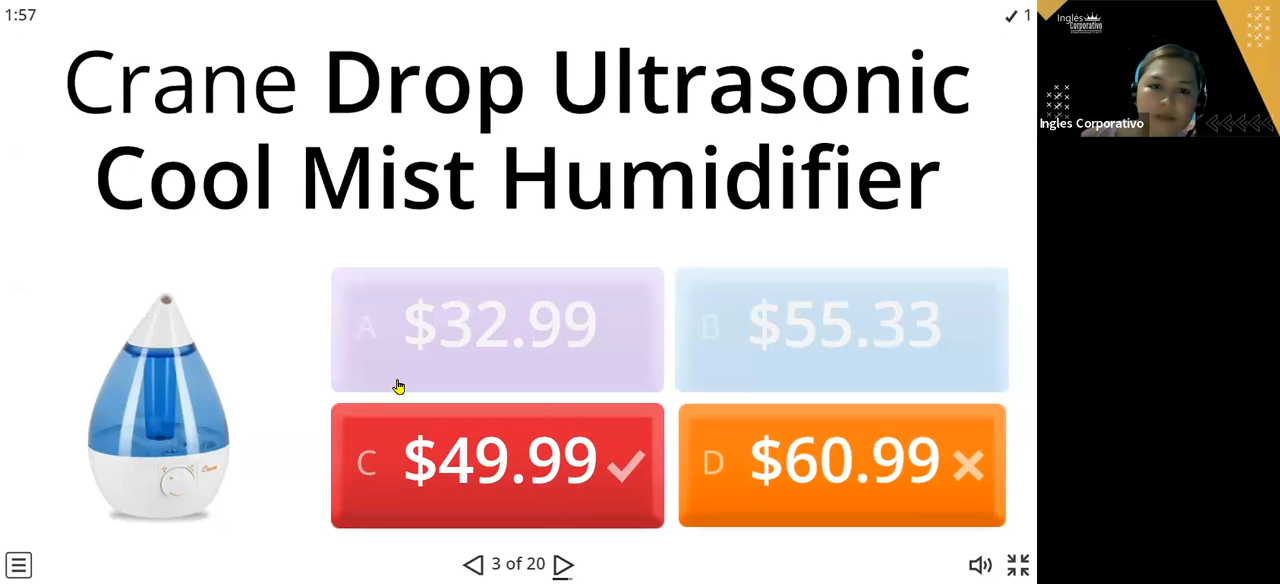 1:57
✓ 1
Crane Drop Ultrasonic
Cool Mist Humidifier
A $32.99
B $55.33
C $49.99
D $60.99
3 of 20
Inglés
Corporativo
Ingles Corporativo